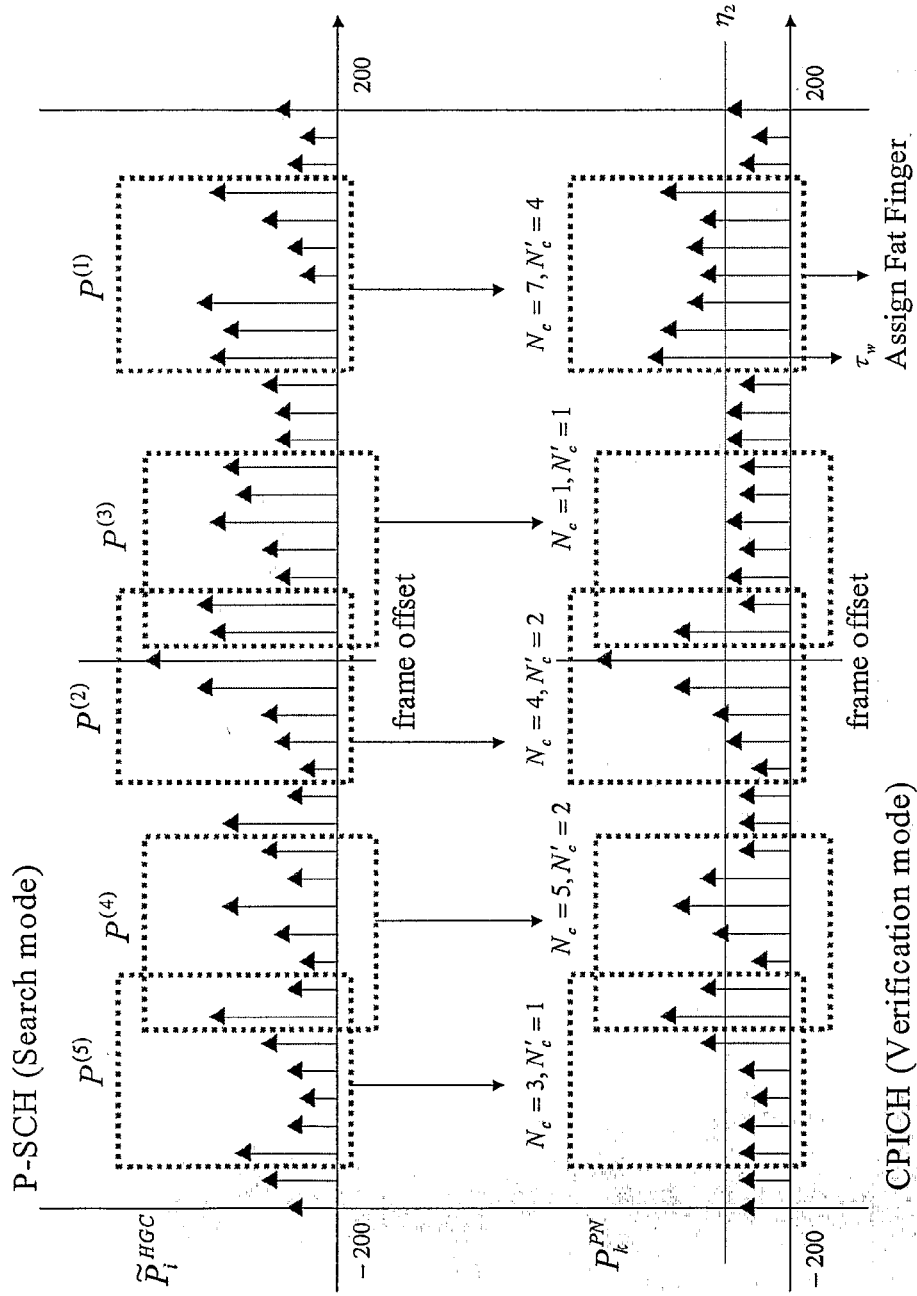 P-SCH (Search mode)
P̃_i^{HGC}
P^{(5)}
P^{(4)}
P^{(2)}
P^{(3)}
P^{(1)}
−200
frame offset
200
N_c = 3, N'_c = 1
N_c = 5, N'_c = 2
N_c = 4, N'_c = 2
N_c = 1, N'_c = 1
N_c = 7, N'_c = 4
P_k^{PN}
η_2
−200
frame offset
τ_w
200
CPICH (Verification mode)
Assign Fat Finger